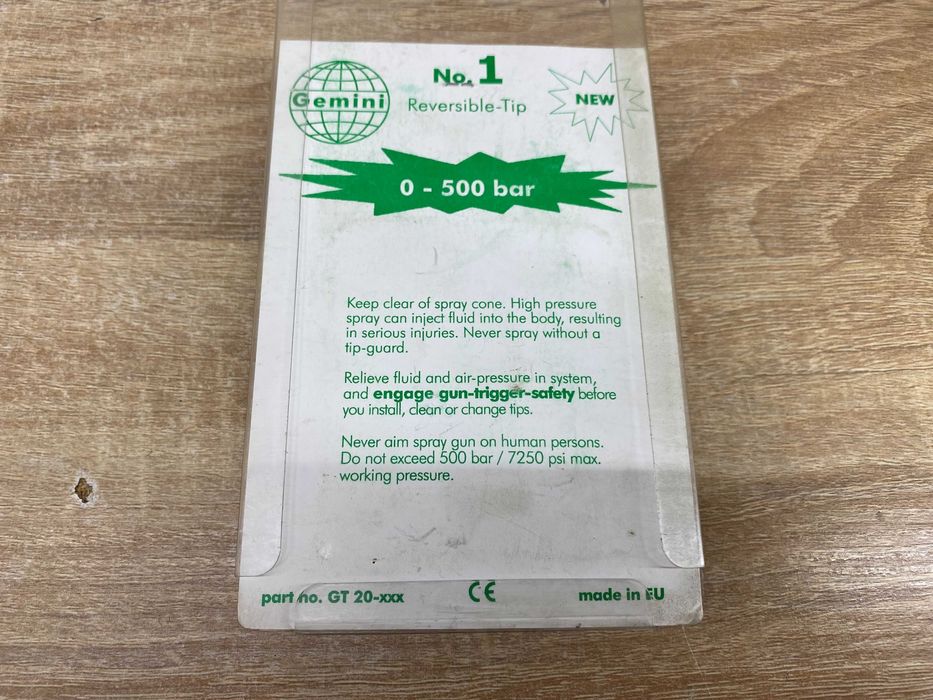 Gemini
No. 1
Reversible-Tip
NEW
0 - 500 bar
Keep clear of spray cone. High pressure
spray can inject fluid into the body, resulting
in serious injuries. Never spray without a
tip-guard.
Relieve fluid and air-pressure in system,
and engage gun-trigger-safety before
you install, clean or change tips.
Never aim spray gun on human persons.
Do not exceed 500 bar / 7250 psi max.
working pressure.
part no. GT 20-xxx
CE
made in EU